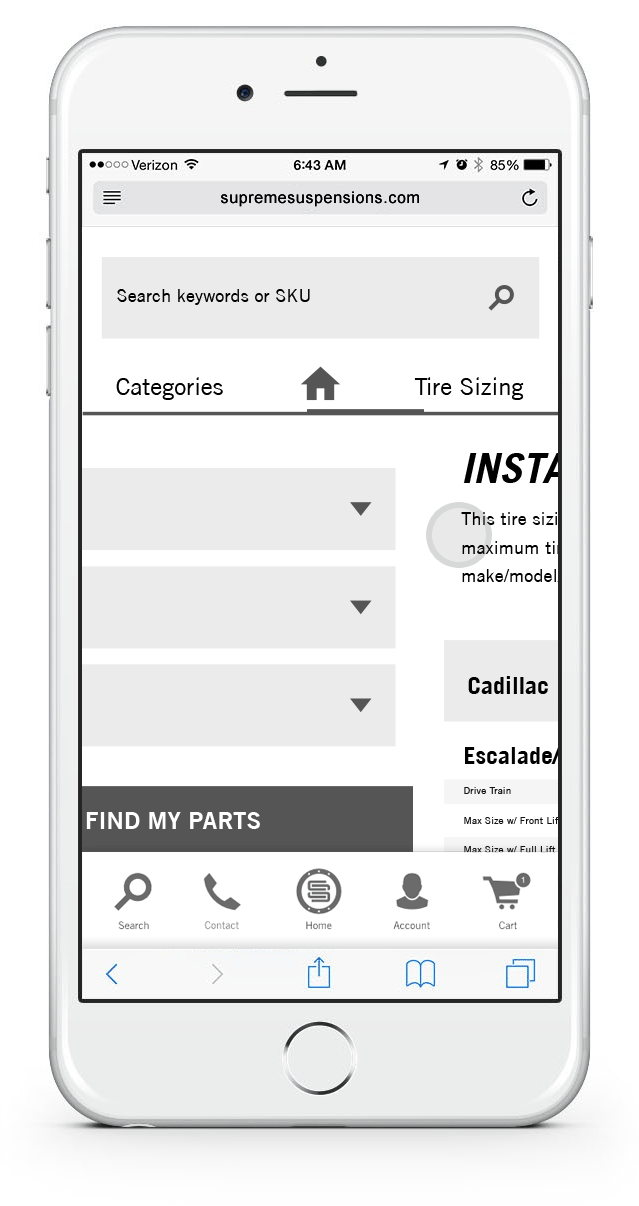 Verizon 6:43 AM 85%
supremesuspensions.com
Search keywords or SKU
Categories Tire Sizing
INSTA
This tire sizi
maximum ti
make/model
Cadillac
Escalade/
Drive Train
Max Size w/ Front Lif
Max Size w/ Full Lift
FIND MY PARTS
1
Search Contact Home Account Cart